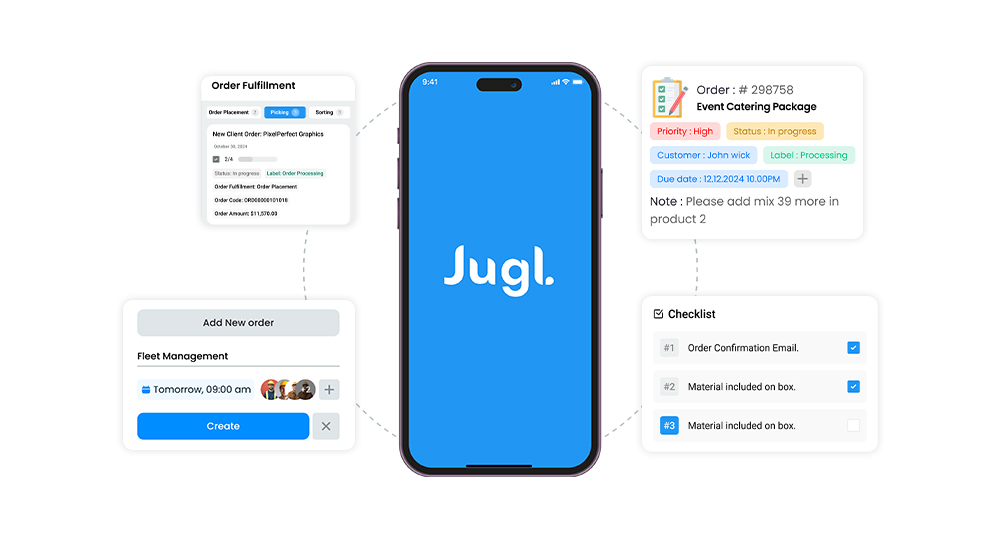 Order Fulfillment
Order Placement 2 Picking Sorting
New Client Order: PixelPerfect Graphics
October 30, 2024
2/4
Status: In progress Label: Order Processing
Order Fulfillment: Order Placement
Order Code: ORD00000101018
Order Amount: $11,570.00
Add New order
Fleet Management
Tomorrow, 09:00 am
Create
9:41
Jugl.
Order : # 298758
Event Catering Package
Priority : High Status : In progress
Customer : John wick Label : Processing
Due date : 12.12.2024 10.00PM
Note : Please add mix 39 more in
product 2
Checklist
#1 Order Confirmation Email.
#2 Material included on box.
#3 Material included on box.